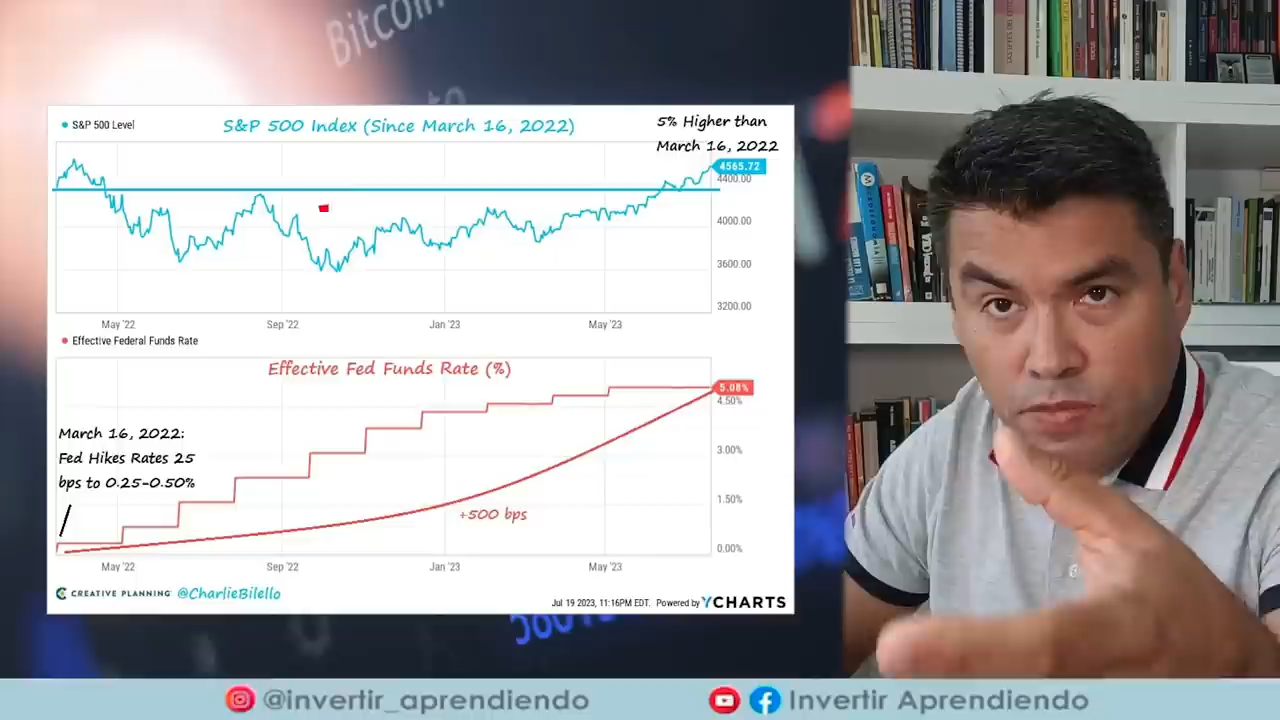 Bitcoin
S&P 500 Level
S&P 500 Index (Since March 16, 2022)
5% Higher than
March 16, 2022
4565.72
4400.00
4000.00
3600.00
3200.00
May '22
Sep '22
Jan '23
May '23
Effective Federal Funds Rate
Effective Fed Funds Rate (%)
5.08%
4.50%
March 16, 2022:
Fed Hikes Rates 25
bps to 0.25-0.50%
3.00%
1.50%
+500 bps
0.00%
May '22
Sep '22
Jan '23
May '23
CREATIVE PLANNING @CharlieBilello
Jul 19 2023, 11:16PM EDT. Powered by YCHARTS
@invertir_aprendiendo
Invertir Aprendiendo